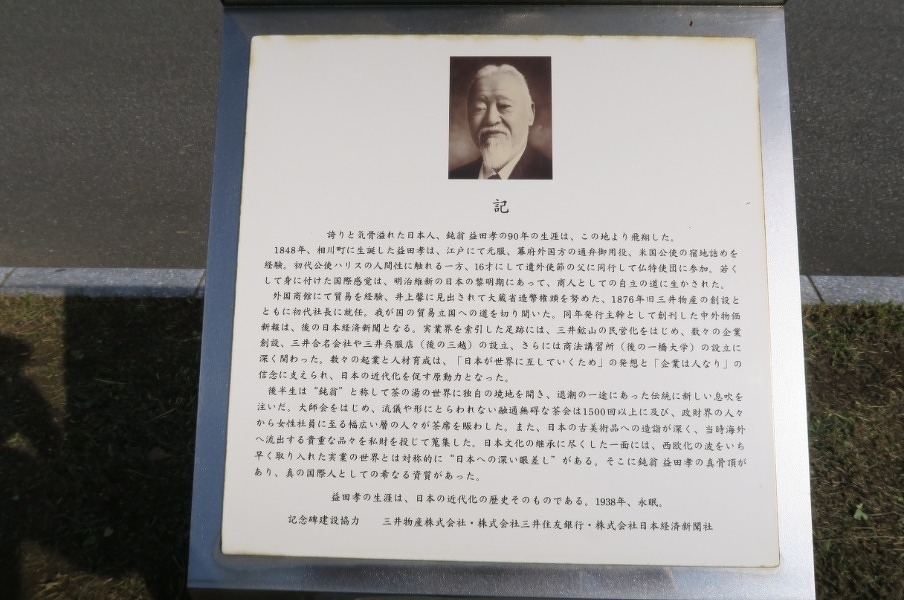 記
誇りと気骨溢れた日本人、鈍翁 益田孝の90年の生涯は、この地より飛翔した。
1848年、相川町に生誕した益田孝は、江戸にて元服、幕府外国方の通弁御用役、米国公使の宿地詰めを
経験。初代公使ハリスの人間性に触れる一方、16才にして遣外使節の父に同行して仏特使団に参加。若く
して身に付けた国際感覚は、明治維新の日本の黎明期にあって、商人としての自立の道に生かされた。
外国商館にて貿易を経験、井上馨に見出されて大蔵省造幣権頭を努めた、1876年旧三井物産の創設と
ともに初代社長に就任。我が国の貿易立国への道を切り開いた。同年発行主幹として創刊した中外物価
新報は、後の日本経済新聞となる。実業界を索引した足跡には、三井鉱山の民営化をはじめ、数々の企業
創設、三井合名会社や三井呉服店（後の三越）の設立、さらには商法講習所（後の一橋大学）の設立に
深く関わった。数々の起業と人材育成は、「日本が世界に互していくため」の発想と「企業は人なり」の
信念に支えられ、日本の近代化を促す原動力となった。
後半生は“鈍翁”と称して茶の湯の世界に独自の境地を開き、退潮の一途にあった伝統に新しい息吹を
注いだ。大師会をはじめ、流儀や形にとらわれない融通無碍な茶会は1500回以上に及び、政財界の人々
から女性社員に至る幅広い層の人々が茶席を賑わした。また、日本の古美術品への造詣が深く、当時海外
へ流出する貴重な品々を私財を投じて蒐集した。日本文化の継承に尽くした一面には、西欧化の波をいち
早く取り入れた実業の世界とは対称的に“日本への深い眼差し”がある。そこに鈍翁 益田孝の真骨頂が
あり、真の国際人としての希なる資質があった。
益田孝の生涯は、日本の近代化の歴史そのものである。1938年、永眠。
記念碑建設協力　三井物産株式会社・株式会社三井住友銀行・株式会社日本経済新聞社